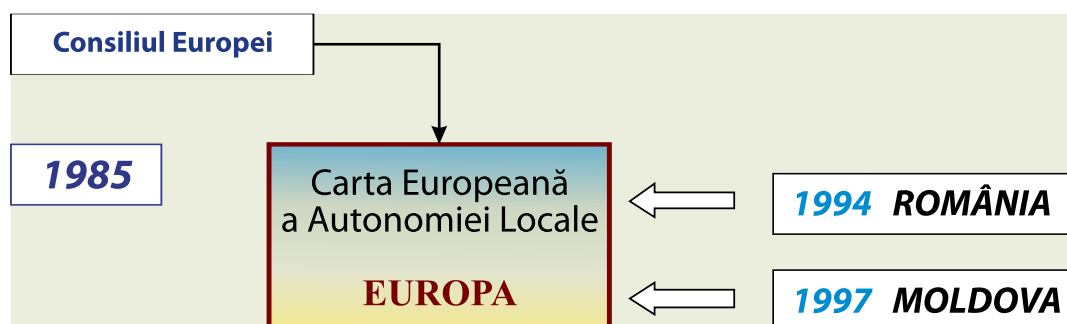 Consiliul Europei
1985
Carta Europeană
a Autonomiei Locale
EUROPA
1994 ROMÂNIA
1997 MOLDOVA